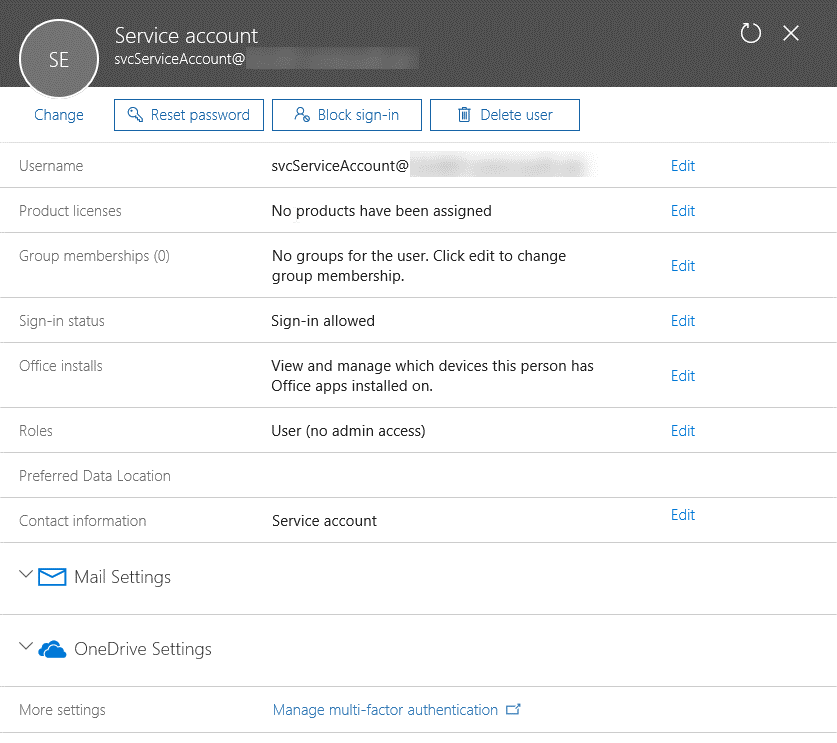 SE
Service account
svcServiceAccount@
Change
Reset password
Block sign-in
Delete user
Username
svcServiceAccount@
Edit
Product licenses
No products have been assigned
Edit
Group memberships (0)
No groups for the user. Click edit to change
group membership.
Edit
Sign-in status
Sign-in allowed
Edit
Office installs
View and manage which devices this person has
Office apps installed on.
Edit
Roles
User (no admin access)
Edit
Preferred Data Location
Contact information
Service account
Edit
Mail Settings
OneDrive Settings
More settings
Manage multi-factor authentication